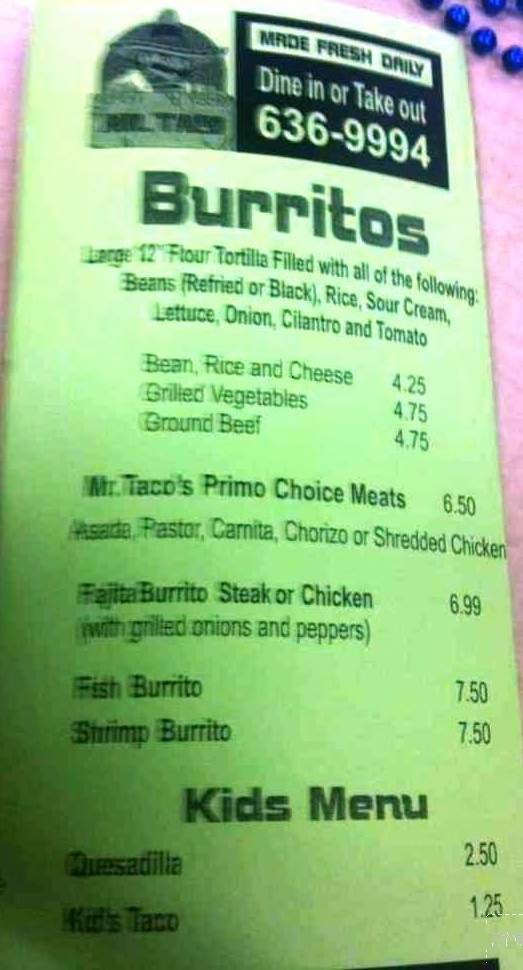 MR. TACO
MADE FRESH DAILY
Dine in or Take out
636-9994
Burritos
Large 12" Flour Tortilla Filled with all of the following:
Beans (Refried or Black), Rice, Sour Cream,
Lettuce, Onion, Cilantro and Tomato
Bean, Rice and Cheese 4.25
Grilled Vegetables 4.75
Ground Beef 4.75
Mr. Taco's Primo Choice Meats 6.50
Asada, Pastor, Carnita, Chorizo or Shredded Chicken
Fajita Burrito Steak or Chicken 6.99
(with grilled onions and peppers)
Fish Burrito 7.50
Shrimp Burrito 7.50
Kids Menu
Quesadilla 2.50
Kid's Taco 1.25